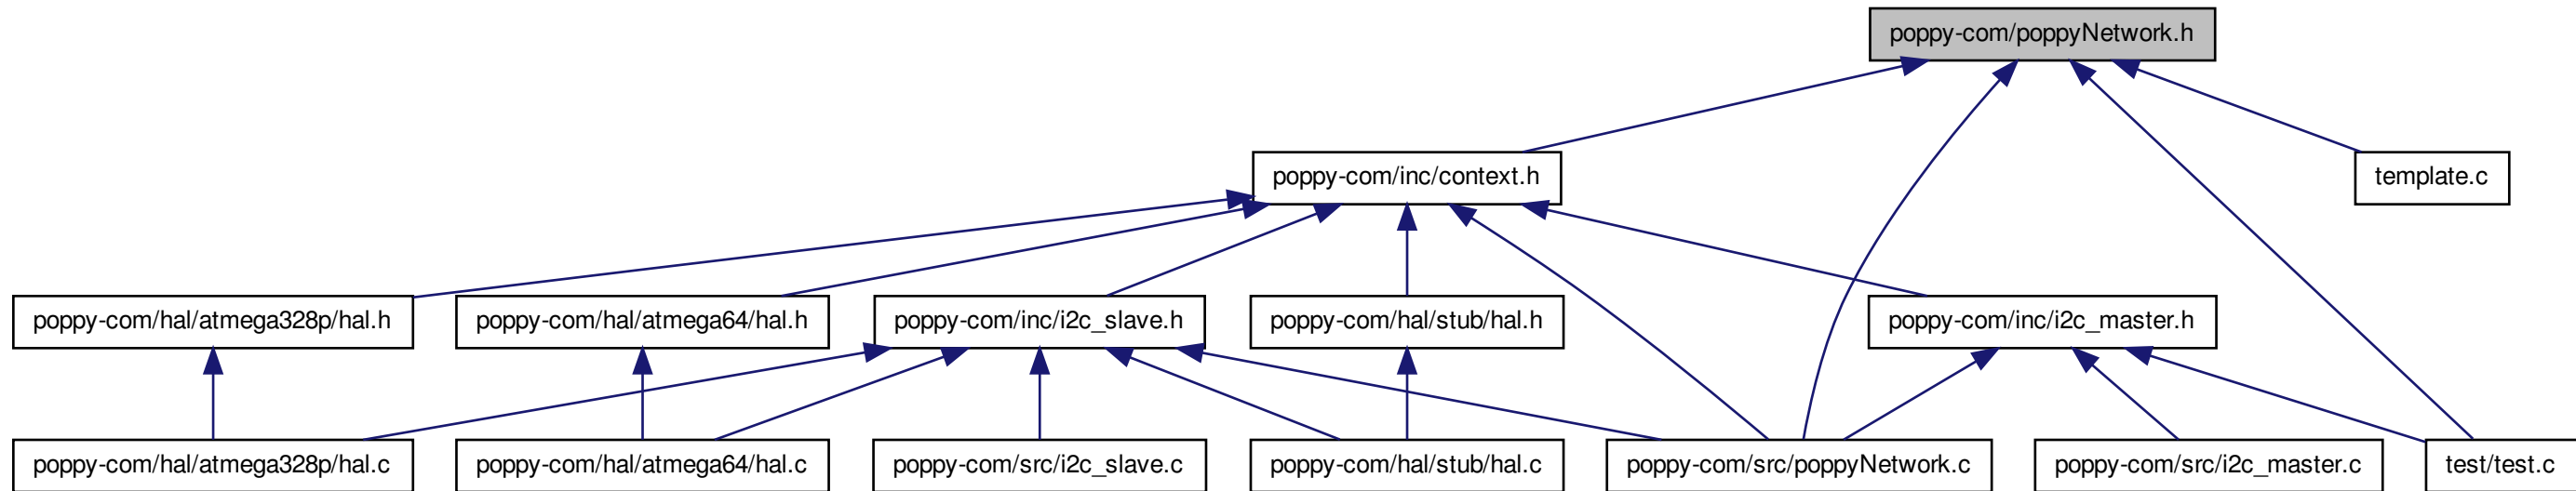 poppy-com/poppyNetwork.h
poppy-com/inc/context.h
template.c
poppy-com/hal/atmega328p/hal.h
poppy-com/hal/atmega64/hal.h
poppy-com/inc/i2c_slave.h
poppy-com/hal/stub/hal.h
poppy-com/inc/i2c_master.h
poppy-com/hal/atmega328p/hal.c
poppy-com/hal/atmega64/hal.c
poppy-com/src/i2c_slave.c
poppy-com/hal/stub/hal.c
poppy-com/src/poppyNetwork.c
poppy-com/src/i2c_master.c
test/test.c